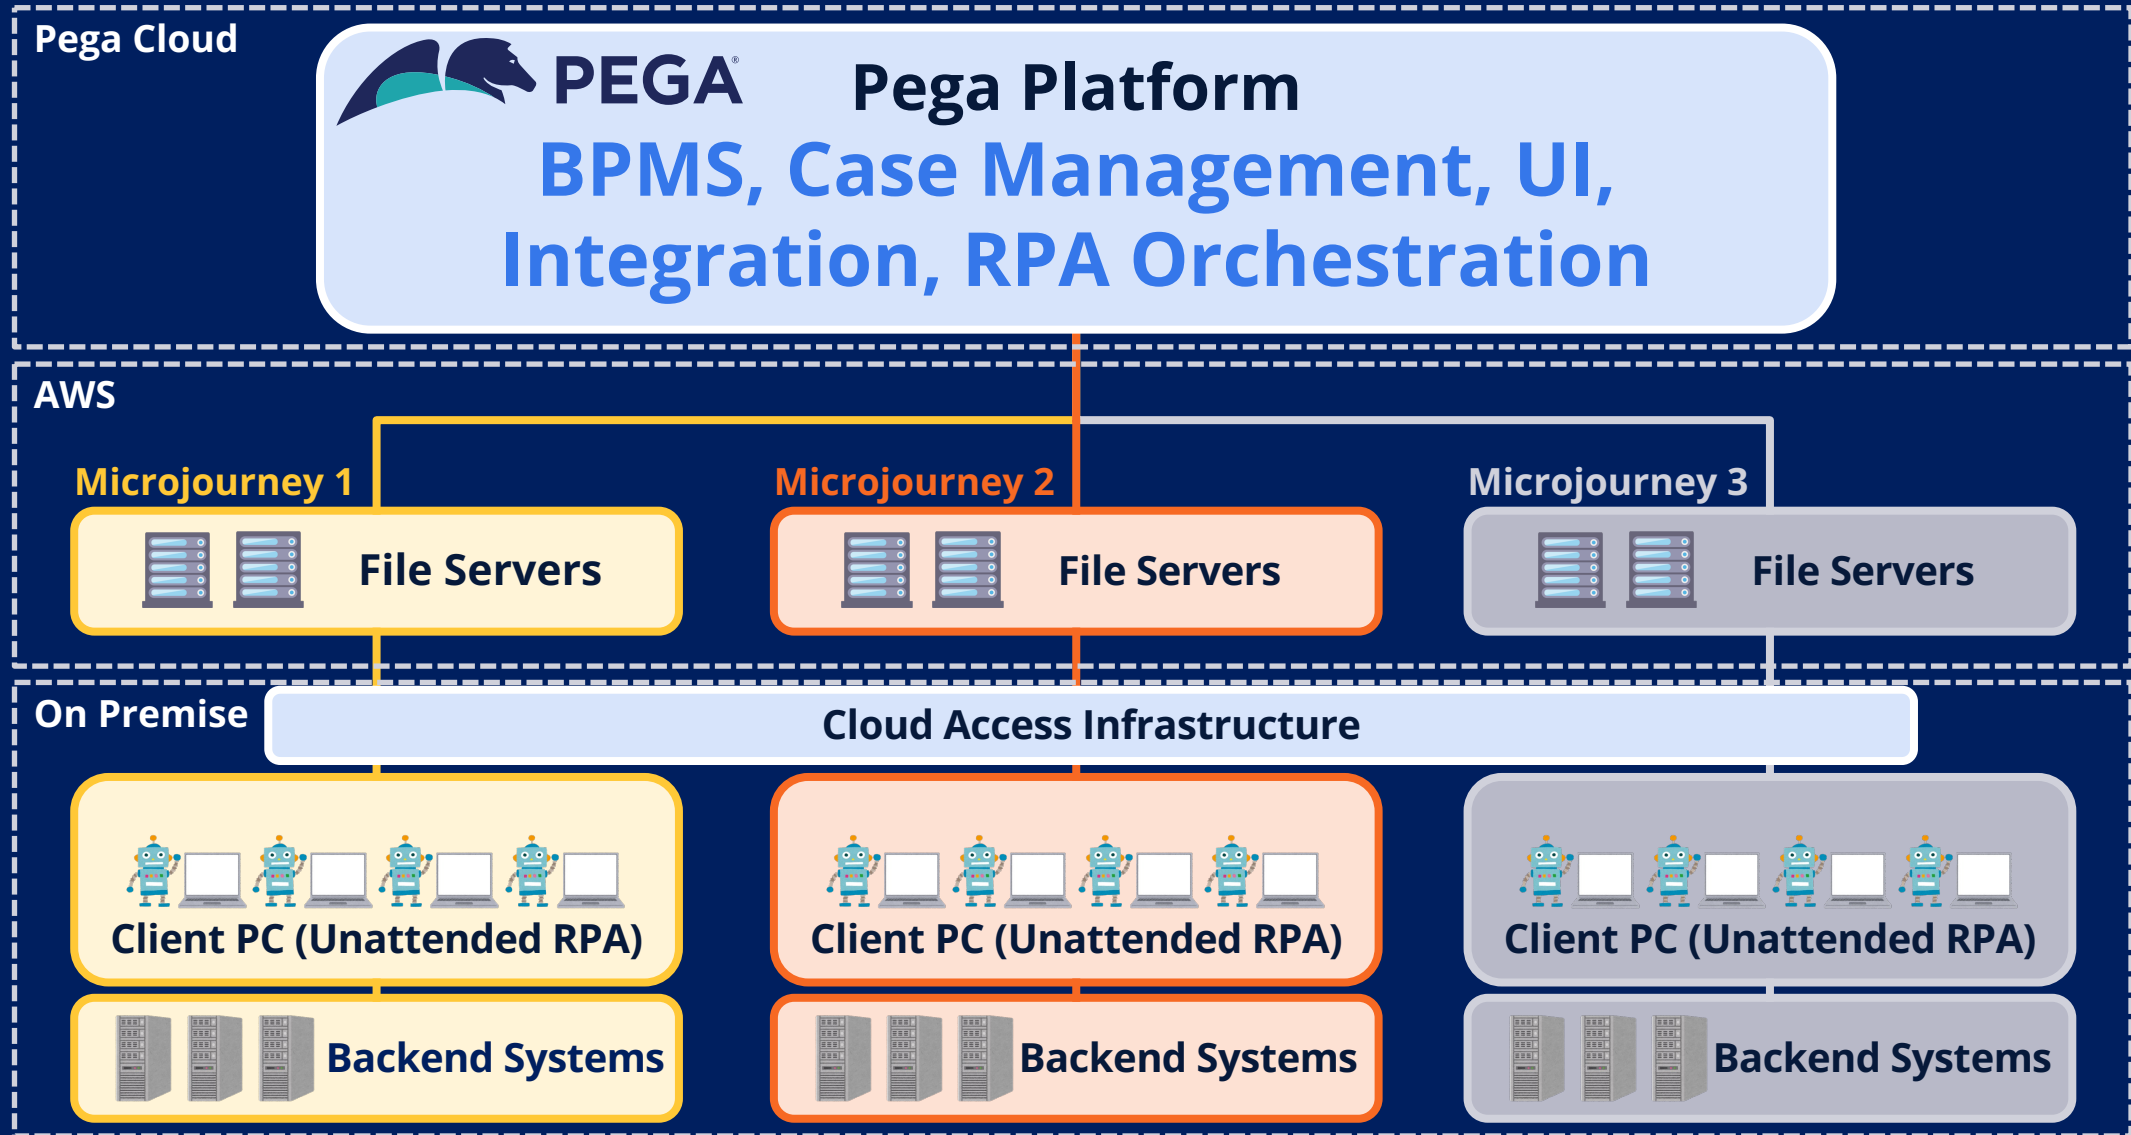 Pega Cloud
PEGA®
Pega Platform
BPMS, Case Management, UI,
Integration, RPA Orchestration
AWS
Microjourney 1
Microjourney 2
Microjourney 3
File Servers
File Servers
File Servers
On Premise
Cloud Access Infrastructure
Client PC (Unattended RPA)
Client PC (Unattended RPA)
Client PC (Unattended RPA)
Backend Systems
Backend Systems
Backend Systems